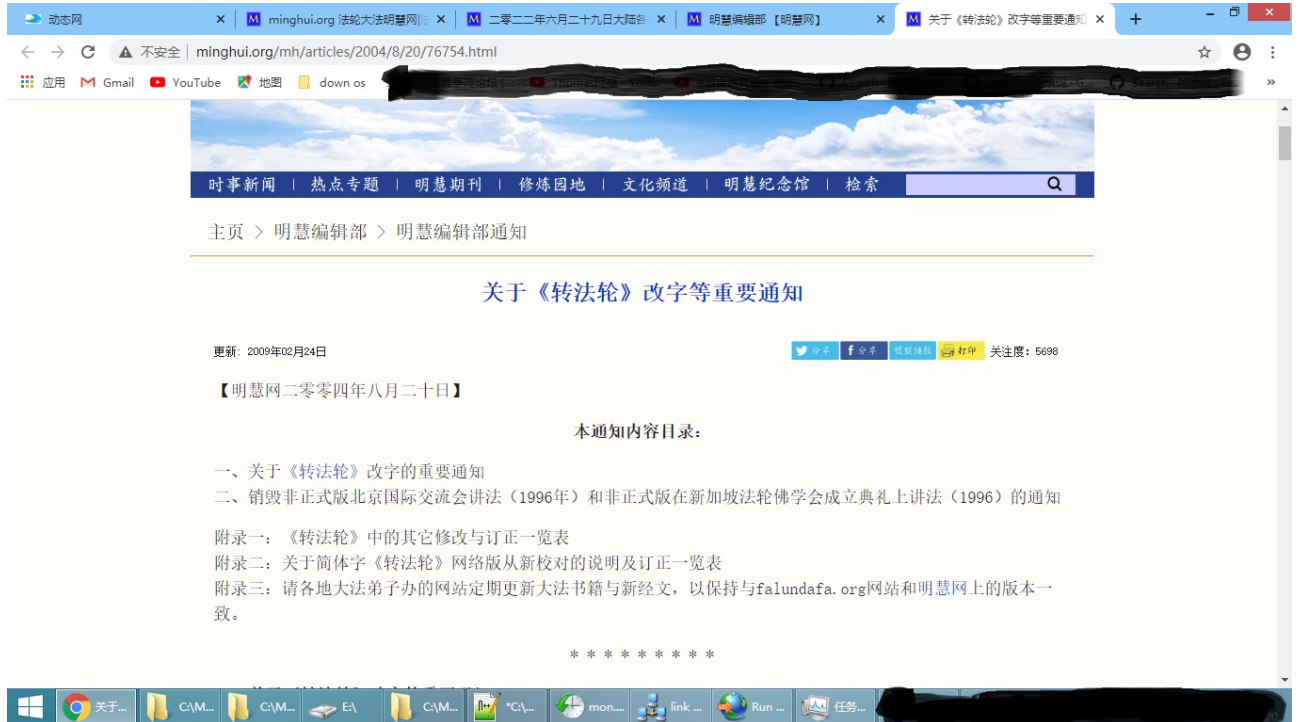 动态网
minghui.org 法轮大法明慧网
二零二二年六月二十九日大陆各
明慧编辑部 【明慧网】
关于《转法轮》改字等重要通知
不安全 | minghui.org/mh/articles/2004/8/20/76754.html
应用 Gmail YouTube 地图 down os
时事新闻 | 热点专题 | 明慧期刊 | 修炼园地 | 文化频道 | 明慧纪念馆 | 检索
主页 > 明慧编辑部 > 明慧编辑部通知
关于《转法轮》改字等重要通知
更新: 2009年02月24日
分享 分享 打印 关注度: 5698
【明慧网二零零四年八月二十日】
本通知内容目录:
一、关于《转法轮》改字的重要通知
二、销毁非正式版北京国际交流会讲法（1996年）和非正式版在新加坡法轮佛学会成立典礼上讲法（1996）的通知
附录一: 《转法轮》中的其它修改与订正一览表
附录二: 关于简体字《转法轮》网络版从新校对的说明及订正一览表
附录三: 请各地大法弟子办的网站定期更新大法书籍与新经文，以保持与falundafa.org网站和明慧网上的版本一
致。
* * * * * * * * *
关于... C:\M... C:\M... E:\ C:\M... *C:\... mon.... link ... Run ... 任务...